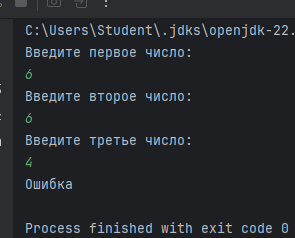 C:\Users\Student\.jdks\openjdk-22.
Введите первое число:
6
Введите второе число:
6
Введите третье число:
4
Ошибка
Process finished with exit code 0